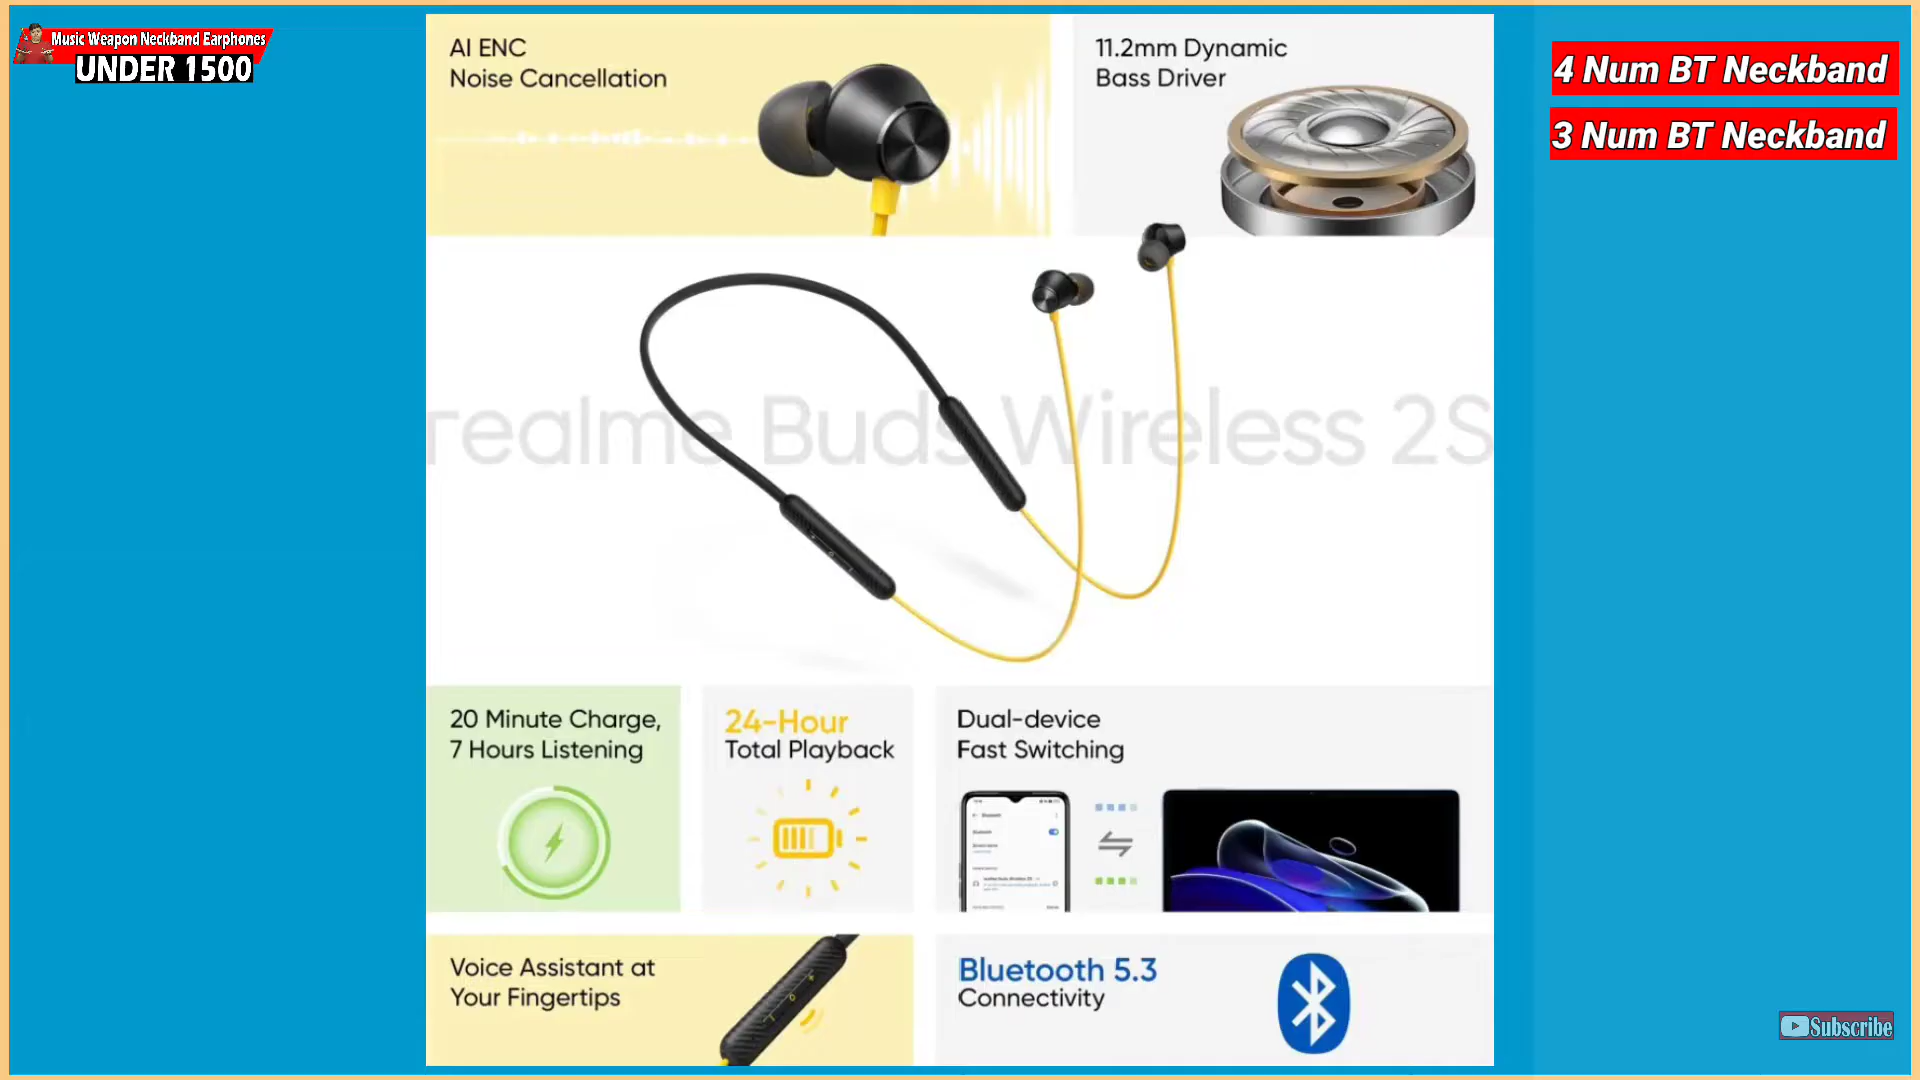 Music Weapon Neckband Earphones
UNDER 1500
AI ENC
Noise Cancellation
11.2mm Dynamic
Bass Driver
4 Num BT Neckband
3 Num BT Neckband
realme Buds Wireless 2S
20 Minute Charge,
7 Hours Listening
24-Hour
Total Playback
Dual-device
Fast Switching
Voice Assistant at
Your Fingertips
Bluetooth 5.3
Connectivity
Subscribe